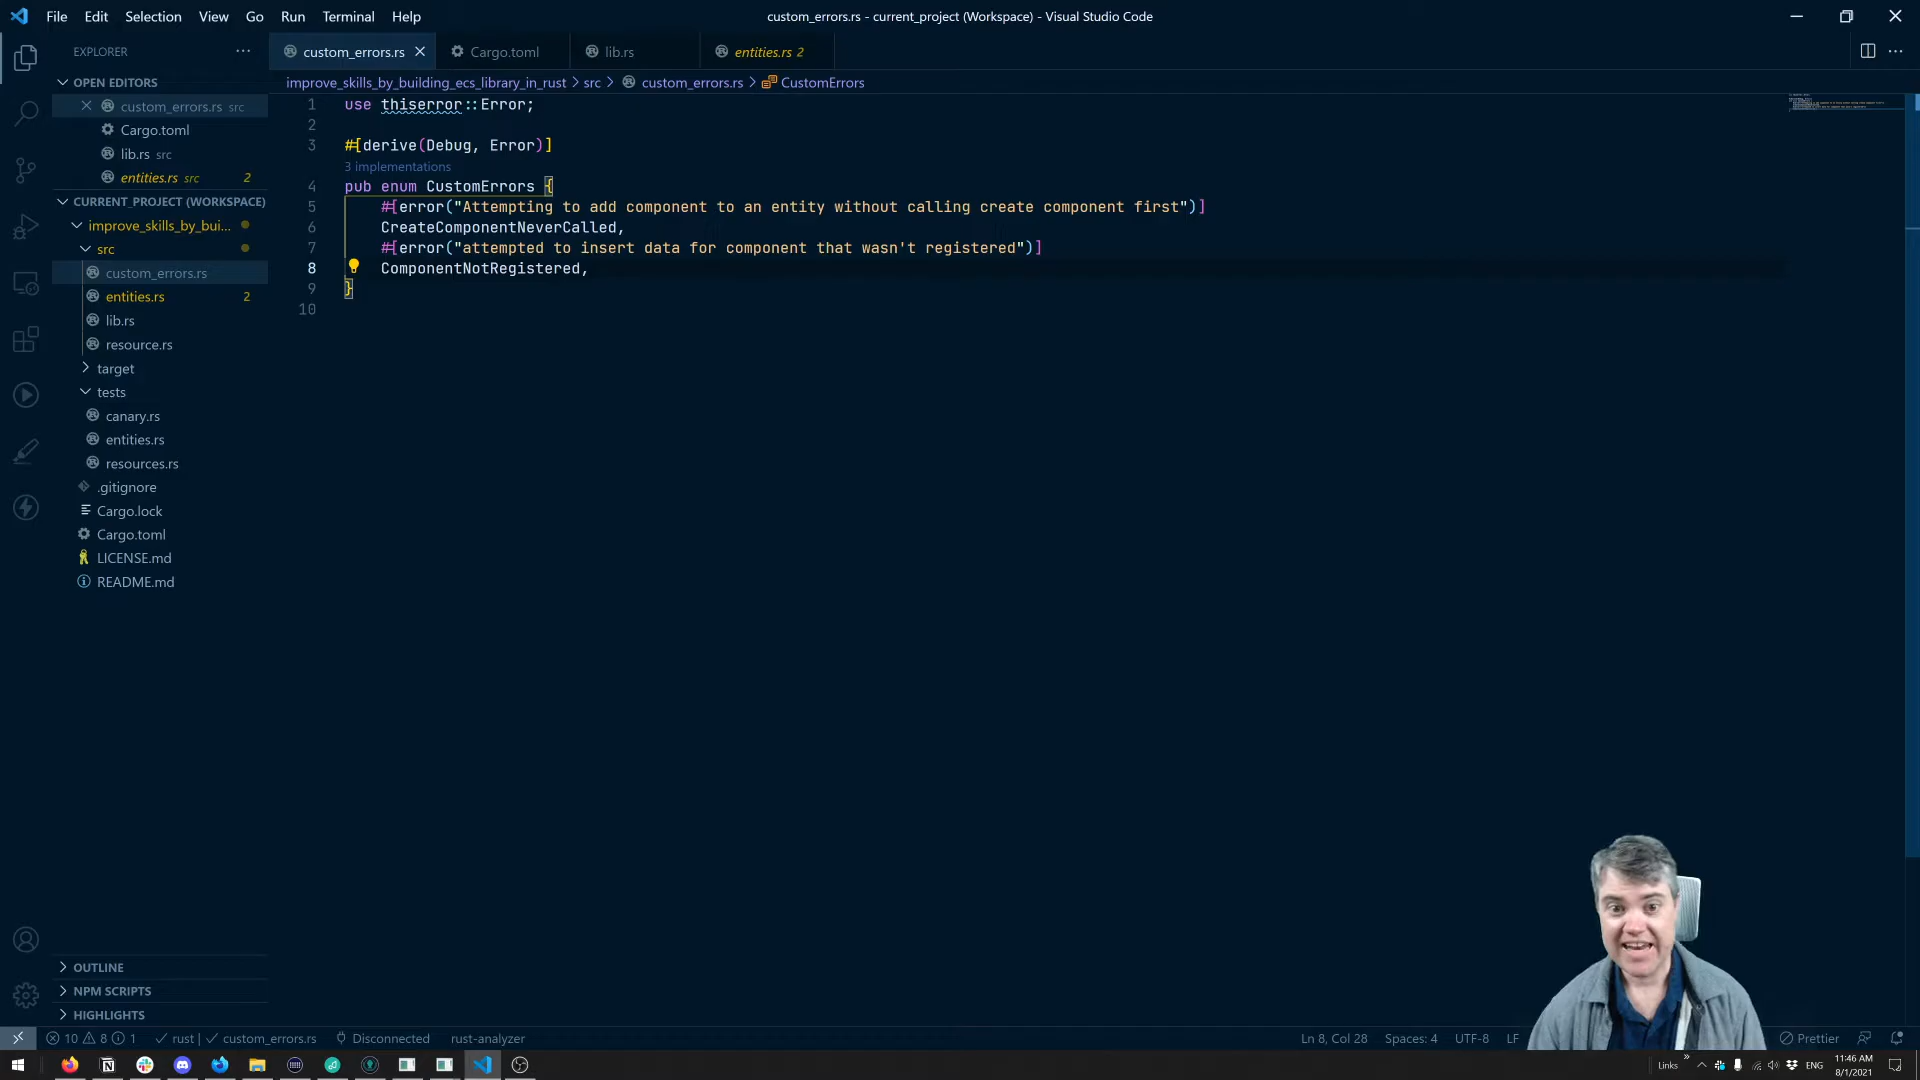 File Edit Selection View Go Run Terminal Help
custom_errors.rs - current_project (Workspace) - Visual Studio Code
EXPLORER
OPEN EDITORS
custom_errors.rs src
Cargo.toml
lib.rs src
entities.rs src 2
CURRENT_PROJECT (WORKSPACE)
improve_skills_by_bui...
src
custom_errors.rs
entities.rs 2
lib.rs
resource.rs
target
tests
canary.rs
entities.rs
resources.rs
.gitignore
Cargo.lock
Cargo.toml
LICENSE.md
README.md
OUTLINE
NPM SCRIPTS
HIGHLIGHTS
custom_errors.rs Cargo.toml lib.rs entities.rs 2
improve_skills_by_building_ecs_library_in_rust > src > custom_errors.rs > CustomErrors
1 use thiserror::Error;
2
3 #[derive(Debug, Error)]
3 implementations
4 pub enum CustomErrors {
5 #[error("Attempting to add component to an entity without calling create component first")]
6 CreateComponentNeverCalled,
7 #[error("attempted to insert data for component that wasn't registered")]
8 ComponentNotRegistered,
9 }
10
10 8 1 rust | custom_errors.rs Disconnected rust-analyzer
Ln 8, Col 28 Spaces: 4 UTF-8 LF Prettier
Links ENG 11:46 AM
8/1/2021